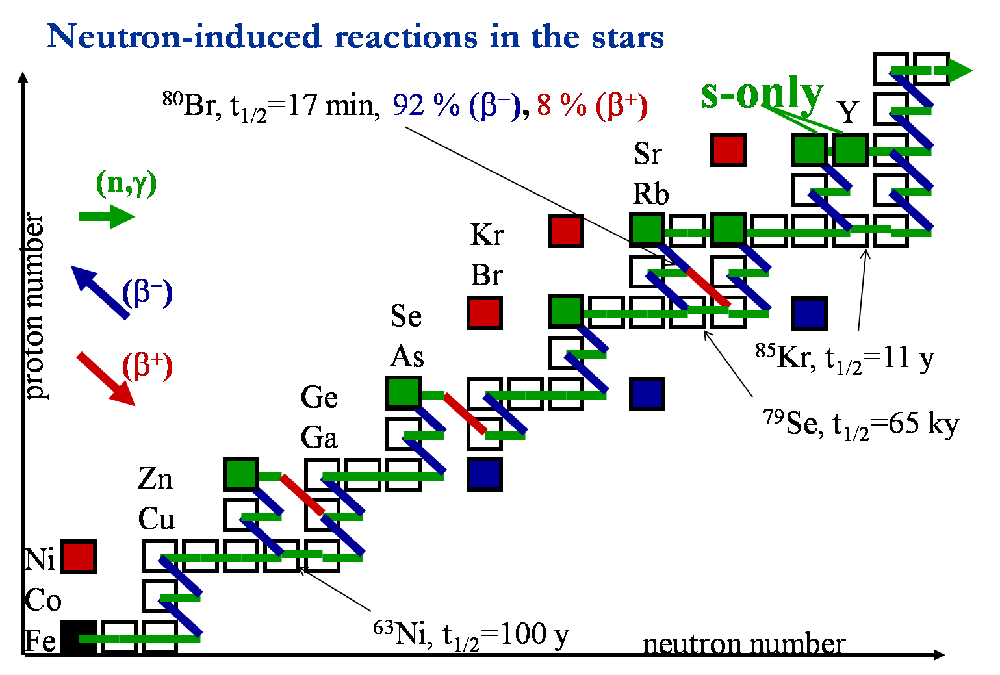 Neutron-induced reactions in the stars
80Br, t1/2=17 min, 92 % (β−), 8 % (β+)
s-only
Y
Sr
(n,γ)
Rb
Kr
Br
(β−)
proton number
Se
85Kr, t1/2=11 y
As
(β+)
Ge
79Se, t1/2=65 ky
Ga
Zn
Cu
Ni
Co
63Ni, t1/2=100 y
Fe
neutron number